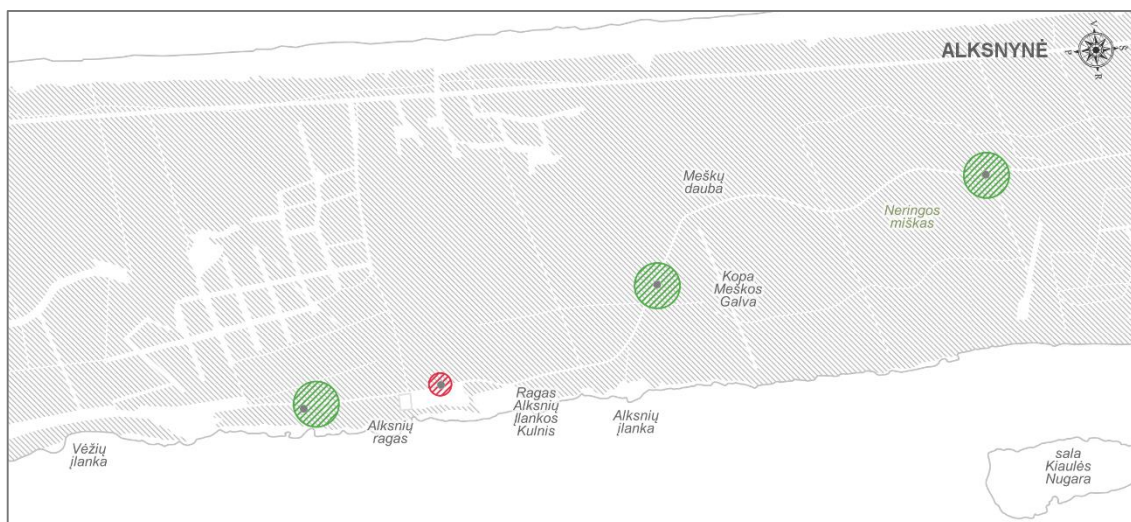 ALKSNYNĖ
V
Š
P
R
Meškų
dauba
Neringos
miškas
Kopa
Meškos
Galva
Ragas
Alksnių
Įlankos
Kulnis
Alksnių
įlanka
Alksnių
ragas
Vėžių
įlanka
sala
Kiaulės
Nugara